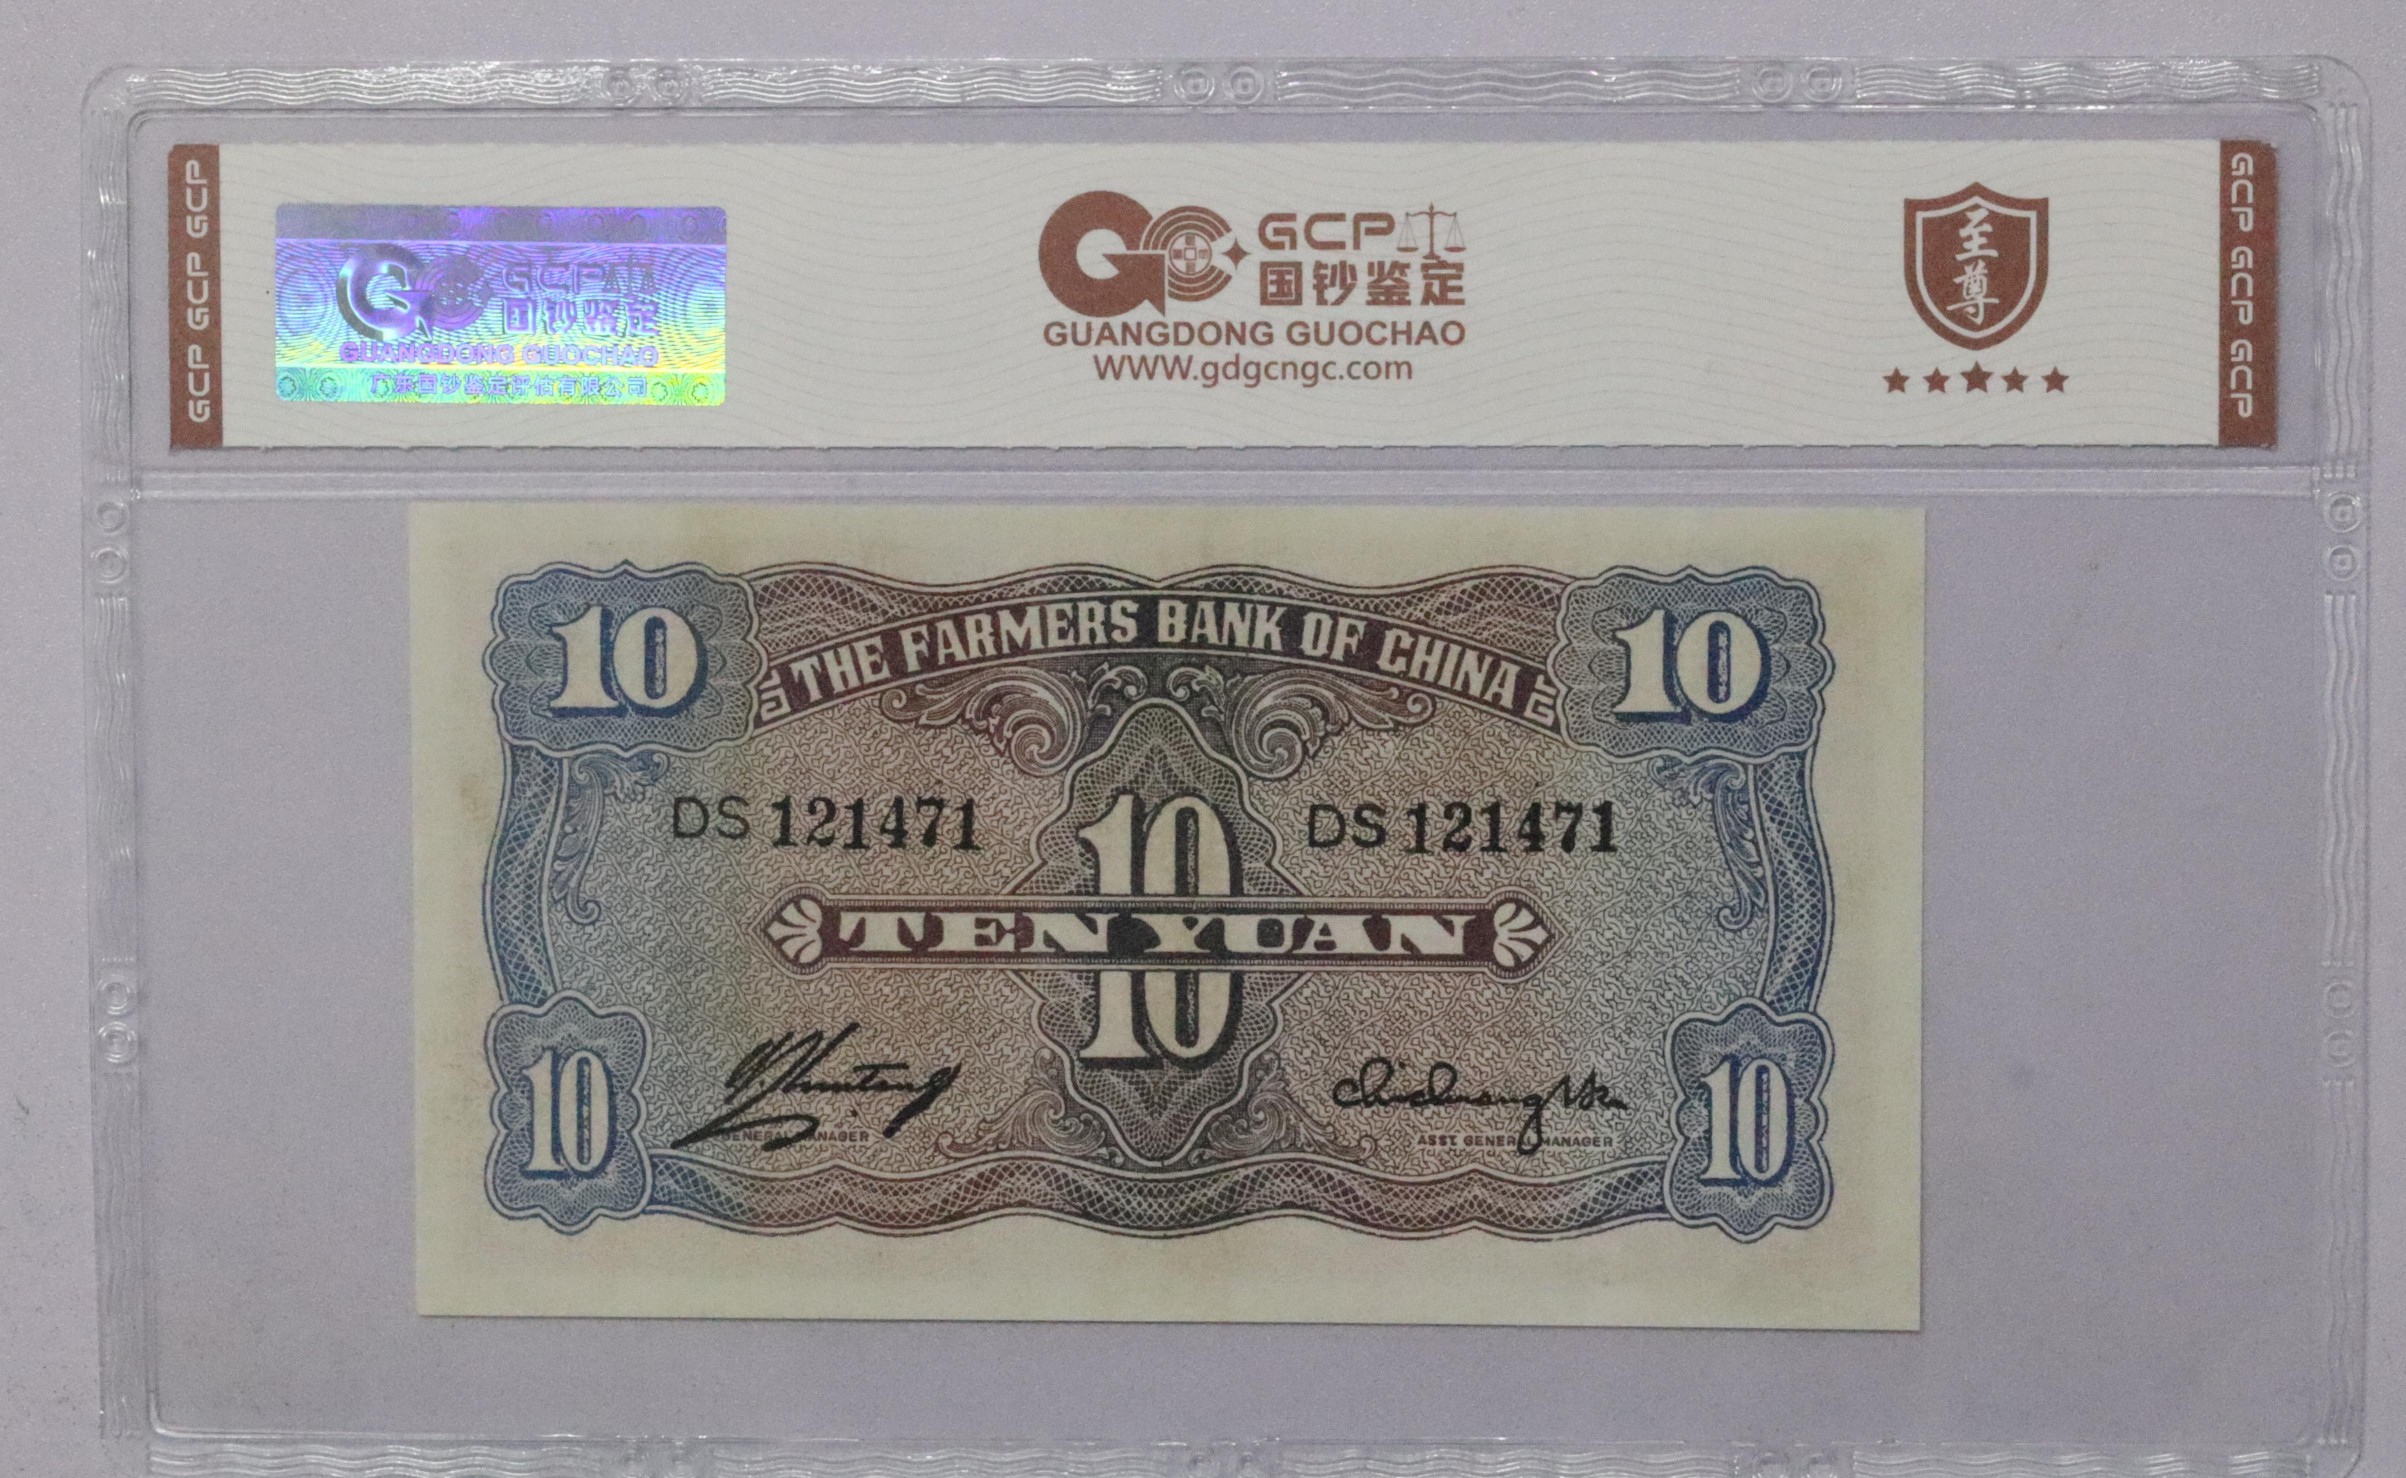 GCP GCP GCP
GCP
国钞鉴定
GUANGDONG GUOCHAO
广东国钞鉴定评估有限公司
GCP
国钞鉴定
GUANGDONG GUOCHAO
WWW.gdgcngc.com
至尊
GCP GCP GCP
10
THE FARMERS BANK OF CHINA
10
DS 121471
10
DS 121471
TEN YUAN
10
10
GENERAL MANAGER
ASST. GENERAL MANAGER
10